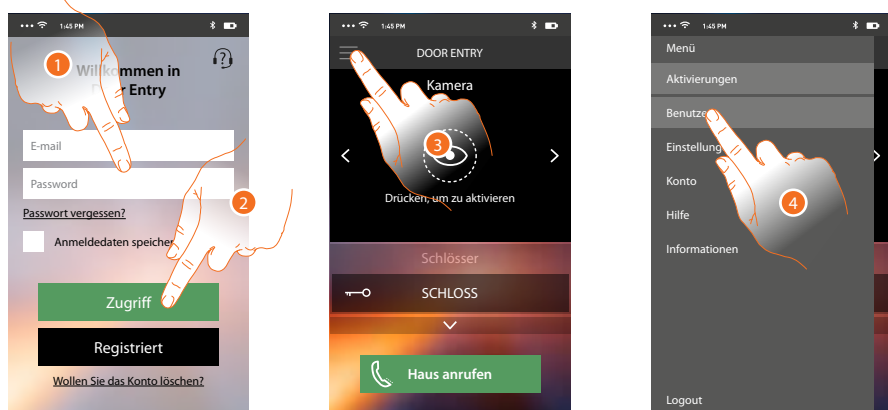 1:45 PM
1
Willkommen in
Door Entry
E-mail
Password
2
Passwort vergessen?
Anmeldedaten speicher
Zugriff
Registriert
Wollen Sie das Konto löschen?
1:45 PM
DOOR ENTRY
Kamera
3
Drücken, um zu aktivieren
Schlösser
SCHLOSS
Haus anrufen
1:45 PM
Menü
Aktivierungen
Benutze
Einstellung
Konto
4
Hilfe
Informationen
Logout